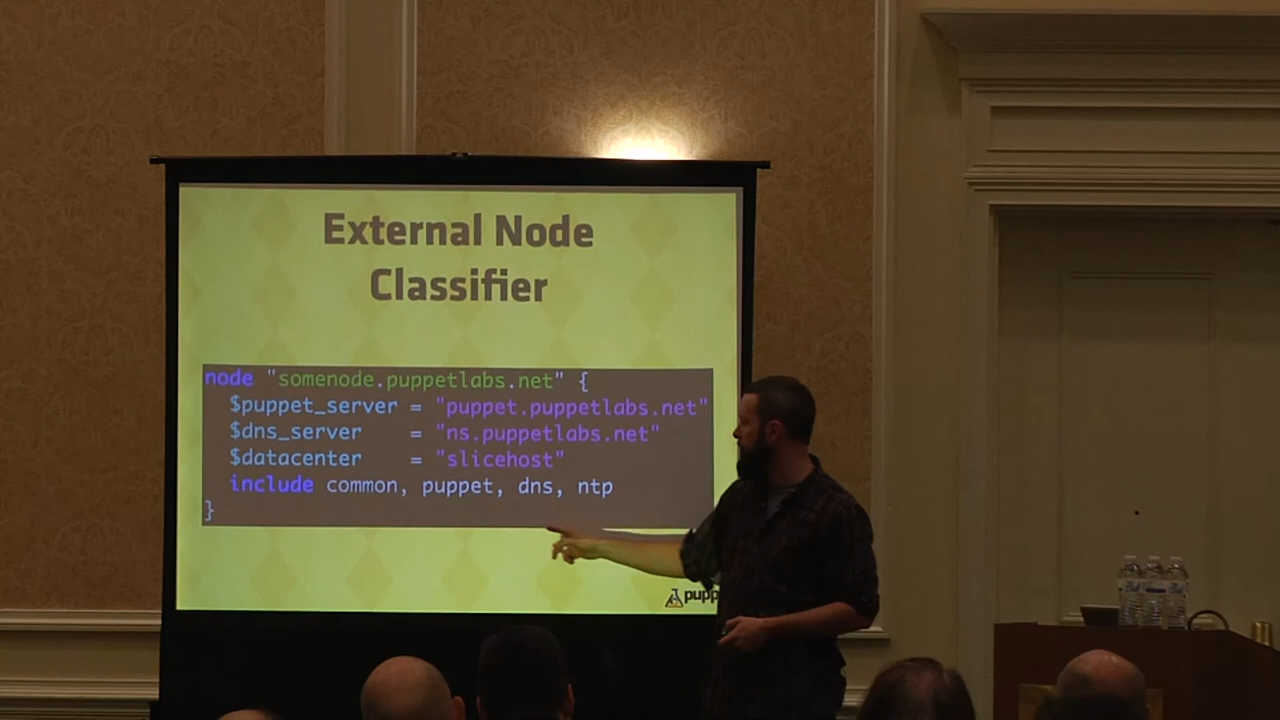 External Node
Classifier
node "somenode.puppetlabs.net" {
  $puppet_server = "puppet.puppetlabs.net"
  $dns_server    = "ns.puppetlabs.net"
  $datacenter    = "slicehost"
  include common, puppet, dns, ntp
}